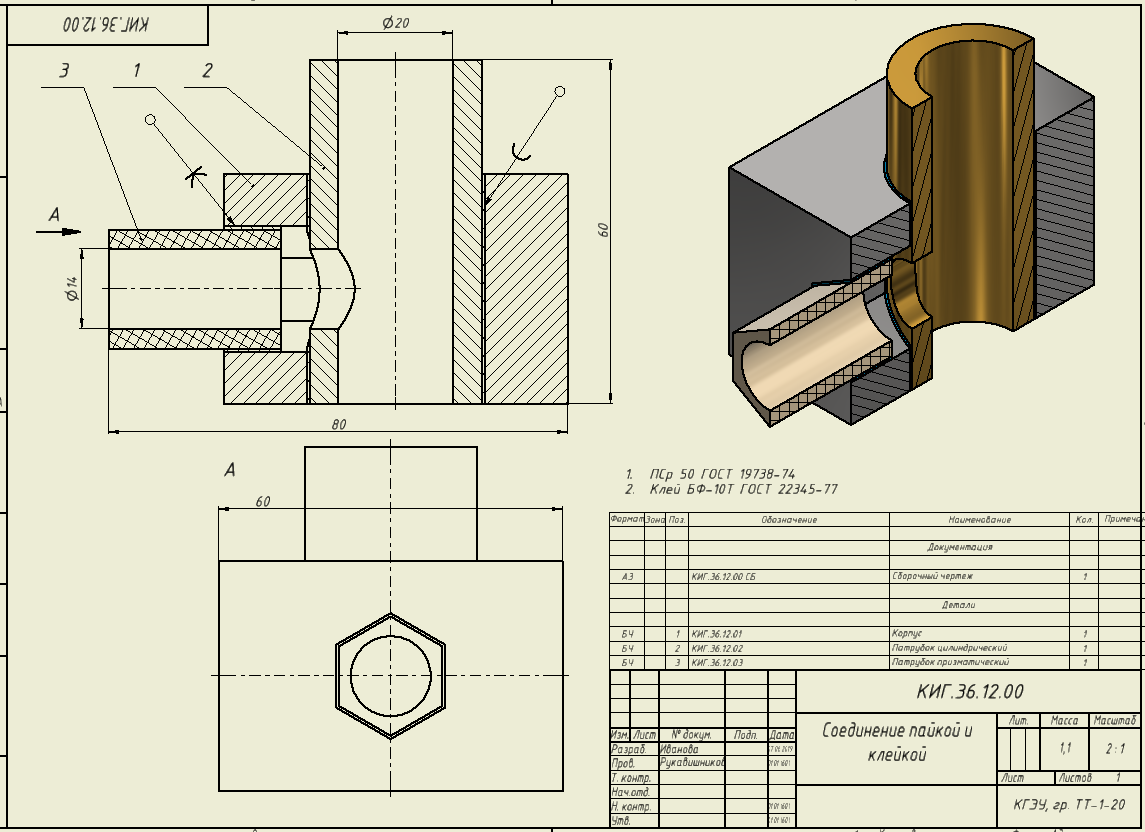 КИГ.36.12.00
3 1 2
⌀20
А
⌀14
60
80
А
60
1. ПСр 50 ГОСТ 19738-74
2. Клей БФ-10Т ГОСТ 22345-77
Формат Зона Поз. Обозначение Наименование Кол.
Документация
А3 КИГ.36.12.00 СБ Сборочный чертеж 1
Детали
БЧ 1 КИГ.36.12.01 Корпус 1
БЧ 2 КИГ.36.12.02 Патрубок цилиндрический 1
БЧ 3 КИГ.36.12.03 Патрубок призматический 1
КИГ.36.12.00
Соединение пайкой и
клейкой
Лит. Масса Масштаб
1,1 2:1
Лист Листов 1
КГЭУ, гр. ТТ-1-20
Изм. Лист № докум. Подп. Дата
Разраб. Иванова
Пров. Рукавишников
Т. контр.
Нач.отд.
Н. контр.
Утв.